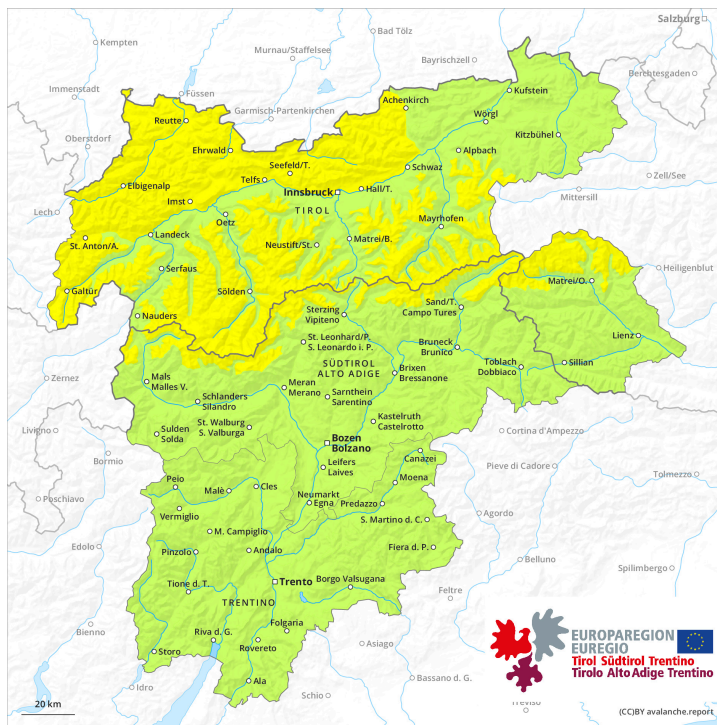 Salzburg
Bad Tölz
Kempten
Murnau/Staffelsee
Bayrischzell
Berchtesgaden
Immenstadt
Füssen
Garmisch-Partenkirchen
Achenkirch
Kufstein
Reutte
Wörgl
Oberstdorf
Ehrwald
Kitzbühel
Alpbach
Seefeld/T.
Schwaz
Telfs
Zell/See
Elbigenalp
Innsbruck
Hall/T.
Mittersill
Imst
TIROL
Lech
Oetz
Mayrhofen
Landeck
St. Anton/A.
Neustift/St.
Matrei/B.
Serfaus
Heiligenblut
Galtür
Sölden
Matrei/O.
Nauders
Sand/T.
Campo Tures
Sterzing
Vipiteno
Lienz
St. Leonhard/P.
S. Leonardo i. P.
Bruneck
Brunico
Toblach
Dobbiaco
Sillian
SÜDTIROL
ALTO ADIGE
Brixen
Bressanone
Zernez
Mals
Malles V.
Meran
Merano
Sarnthein
Sarentino
Schlanders
Silandro
Kastelruth
Castelrotto
St. Walburg
S. Valburga
Livigno
Sulden
Solda
Cortina d'Ampezzo
Bozen
Bolzano
Bormio
Canazei
Leifers
Laives
Pieve di Cadore
Tolmezzo
Peio
Moena
Malè
Cles
Poschiavo
Neumarkt
Egna
Predazzo
Vermiglio
Agordo
S. Martino d. C.
M. Campiglio
Edolo
Pinzolo
Andalo
Fiera d. P.
Belluno
Spilimbergo
Trento
Borgo Valsugana
Tione d. T.
Feltre
TRENTINO
Folgaria
Bienno
Riva d. G.
Rovereto
Asiago
Storo
Bassano d. G.
Ala
Idro
Schio
Treviso
EUROPAREGION
EUREGIO
Tirol Südtirol Trentino
Tirolo Alto Adige Trentino
20 km
(CC)BY avalanche.report